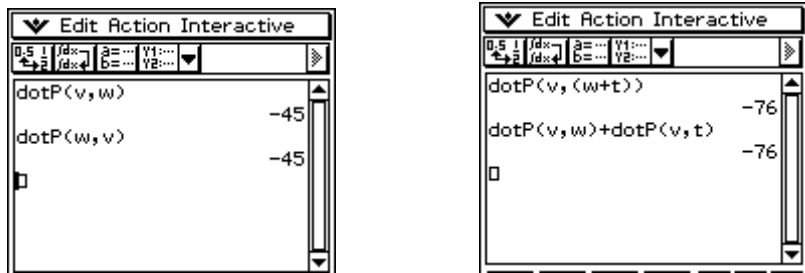 Edit Action Interactive
dotP(v,w)
-45
dotP(w,v)
-45
Edit Action Interactive
dotP(v,(w+t))
-76
dotP(v,w)+dotP(v,t)
-76